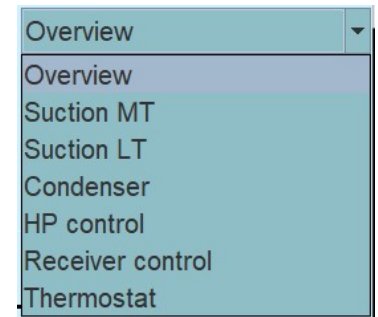 Overview
Overview
Suction MT
Suction LT
Condenser
HP control
Receiver control
Thermostat